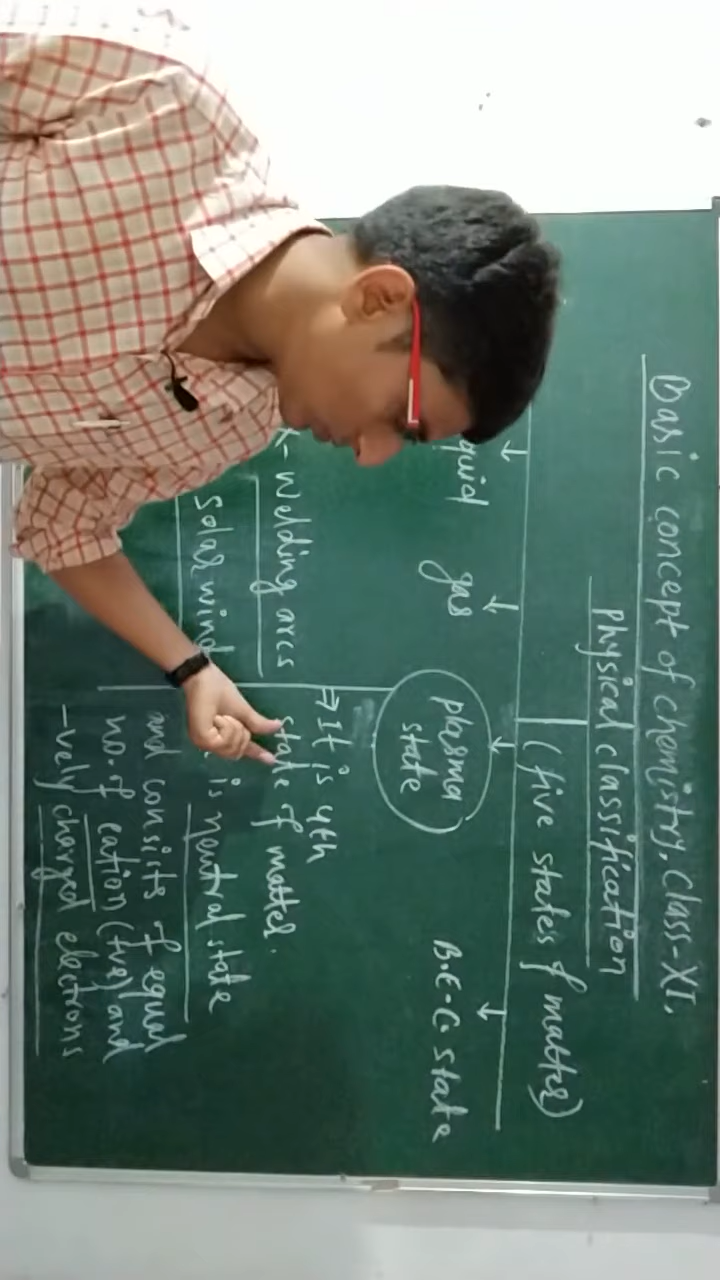 Basic concept of chemistry, Class-XI.
Physical classification
(five states of matter)
quid gas plasma state B.E.C. state
⇒ It is 4th
state of matter.
is neutral state
and consists of equal
no. of cation (+ve) and
-vely charged electrons
x- welding arcs
Solar wind